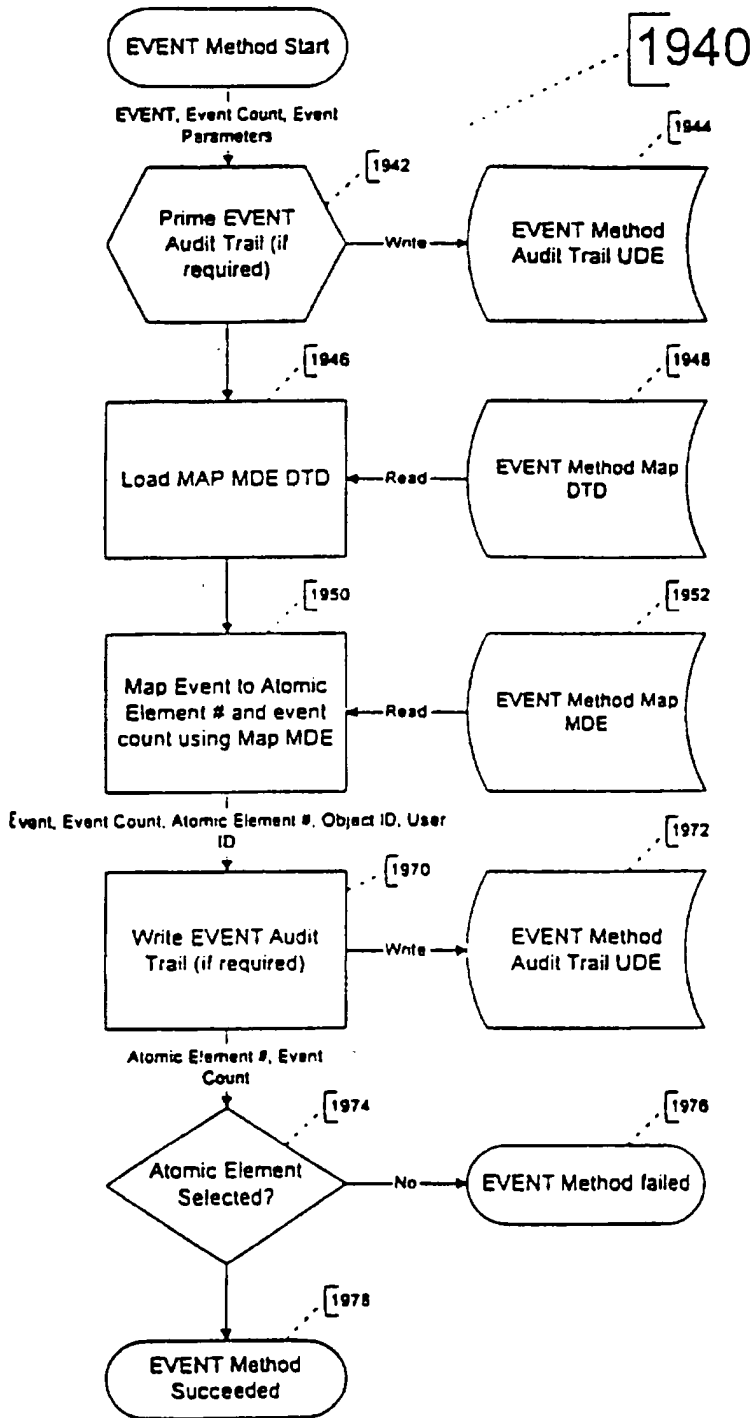 EVENT Method Start
1940
EVENT, Event Count, Event
Parameters
1942
1944
Prime EVENT
Audit Trail (if
required)
Write
EVENT Method
Audit Trail UDE
1946
1948
Load MAP MDE DTD
Read
EVENT Method Map
DTD
1950
1952
Map Event to Atomic
Element # and event
count using Map MDE
Read
EVENT Method Map
MDE
Event, Event Count, Atomic Element #, Object ID, User
ID
1970
1972
Write EVENT Audit
Trail (if required)
Write
EVENT Method
Audit Trail UDE
Atomic Element #, Event
Count
1974
1976
Atomic Element
Selected?
No
EVENT Method failed
1978
EVENT Method
Succeeded